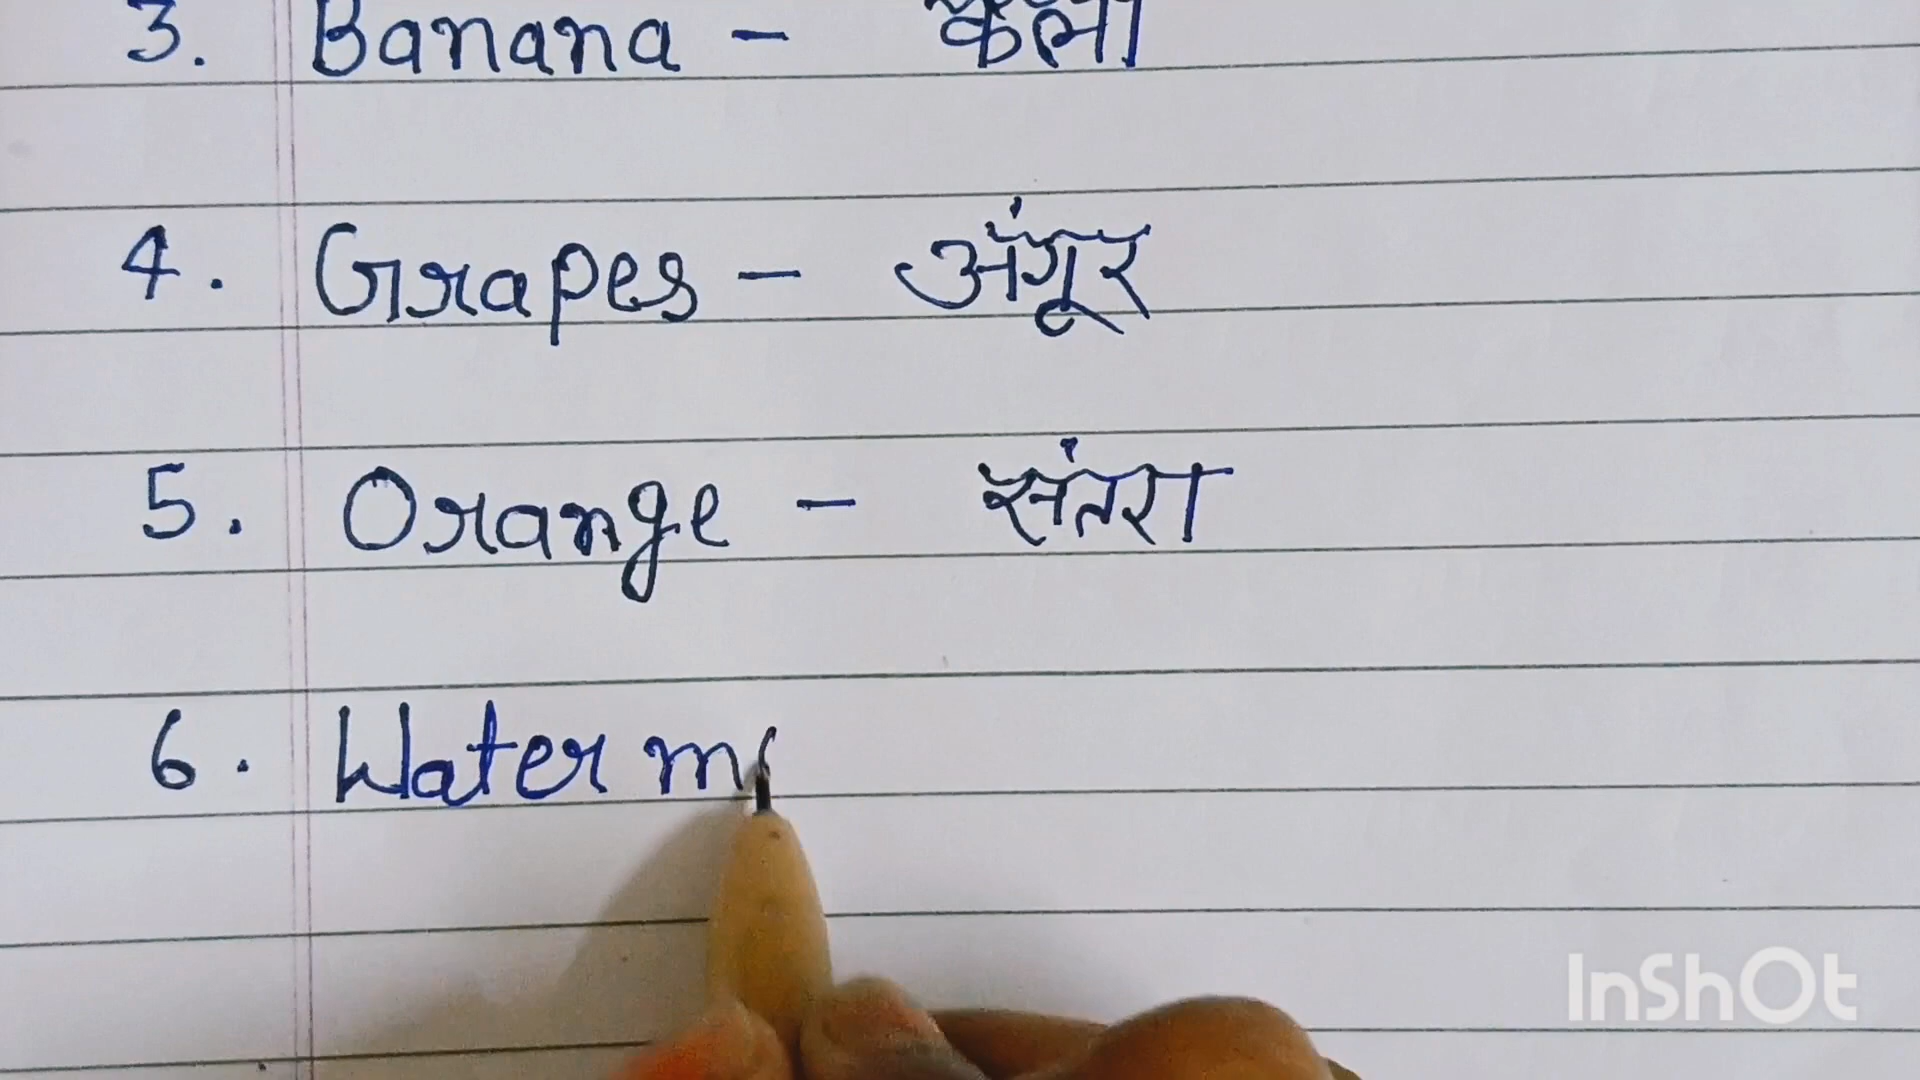 3. Banana - केला
4. Grapes - अंगूर
5. Orange - संतरा
6. Water m
InShOt